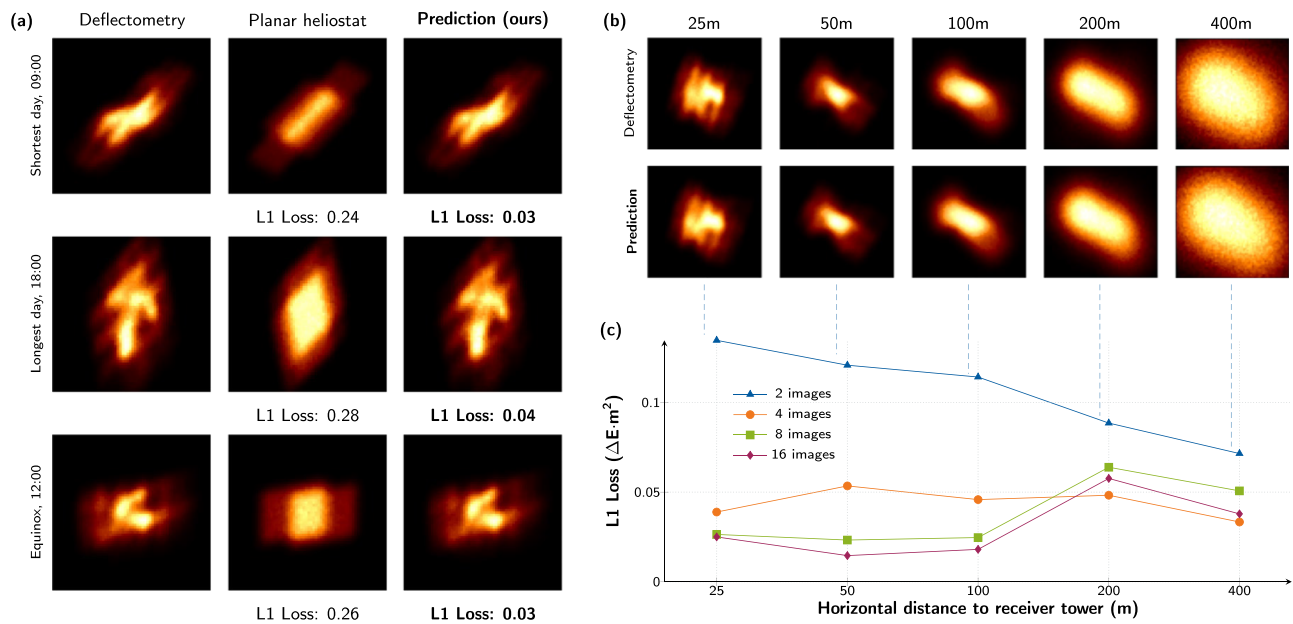 (a)
Deflectometry
Planar heliostat
Prediction (ours)
Shortest day, 09:00
L1 Loss: 0.24
L1 Loss: 0.03
Longest day, 18:00
L1 Loss: 0.28
L1 Loss: 0.04
Equinox, 12:00
L1 Loss: 0.26
L1 Loss: 0.03
(b)
25m
50m
100m
200m
400m
Deflectometry
Prediction
(c)
L1 Loss (△E·m²)
0.1
0.05
0
2 images
4 images
8 images
16 images
25
50
100
200
400
Horizontal distance to receiver tower (m)